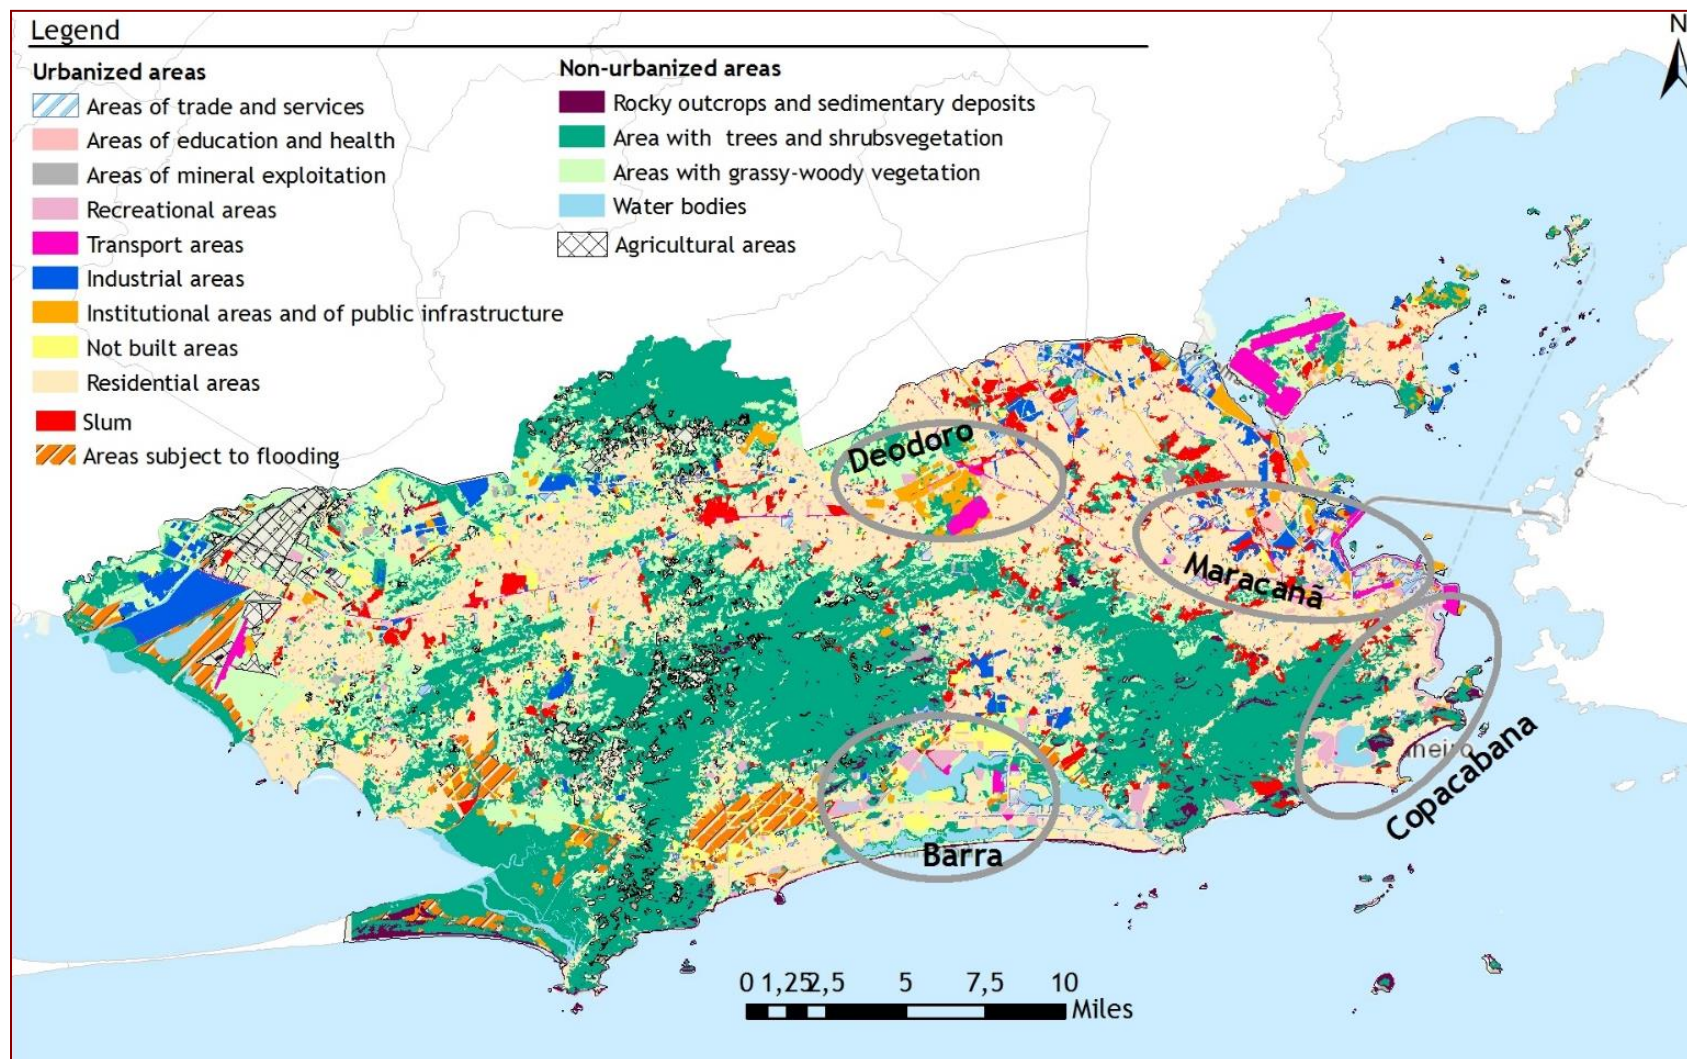 Legend
Urbanized areas
Areas of trade and services
Areas of education and health
Areas of mineral exploitation
Recreational areas
Transport areas
Industrial areas
Institutional areas and of public infrastructure
Not built areas
Residential areas
Slum
Areas subject to flooding
Non-urbanized areas
Rocky outcrops and sedimentary deposits
Area with trees and shrubsvegetation
Areas with grassy-woody vegetation
Water bodies
Agricultural areas
N
Deodoro
Maracanã
Copacabana
Barra
neiro
0 1,25 2,5 5 7,5 10
Miles